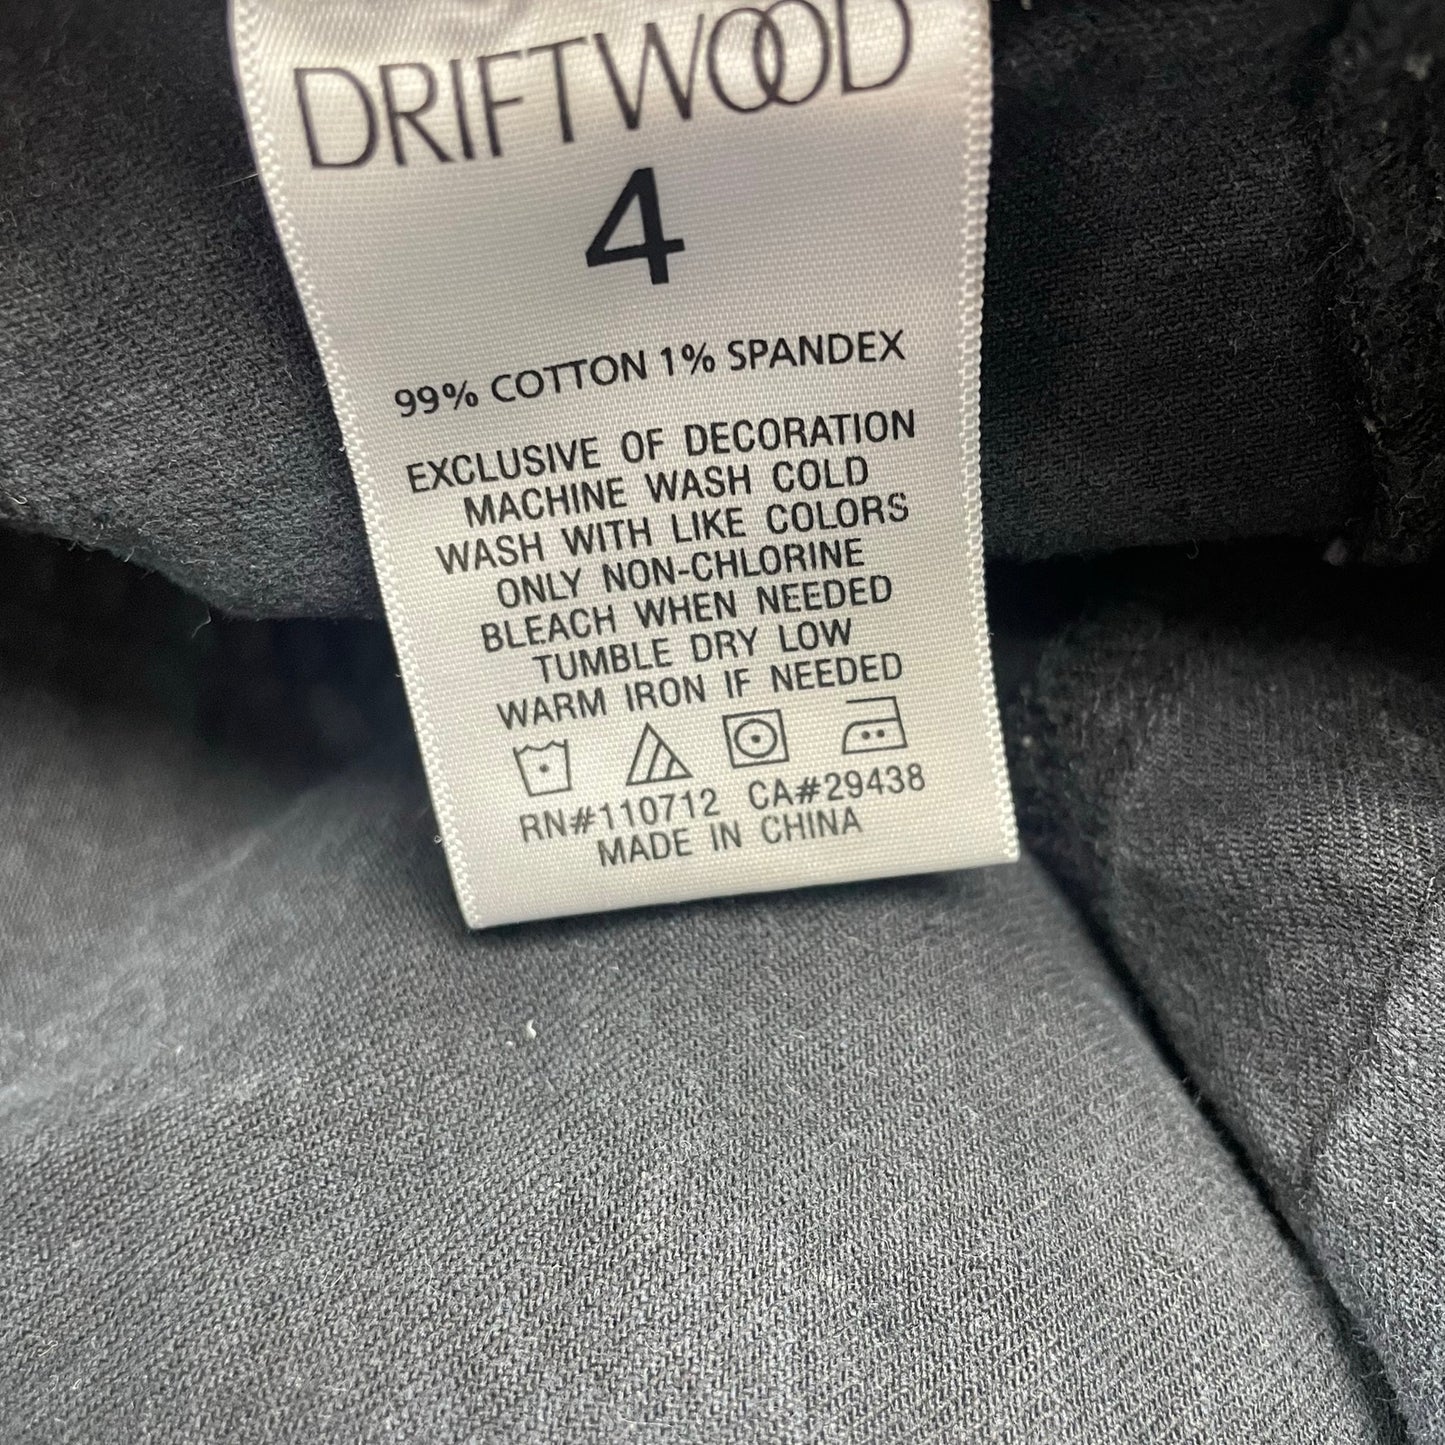 DRIFTWOOD
4
99% COTTON 1% SPANDEX
EXCLUSIVE OF DECORATION
MACHINE WASH COLD
WASH WITH LIKE COLORS
ONLY NON-CHLORINE
BLEACH WHEN NEEDED
TUMBLE DRY LOW
WARM IRON IF NEEDED
RN#110712 CA#29438
MADE IN CHINA